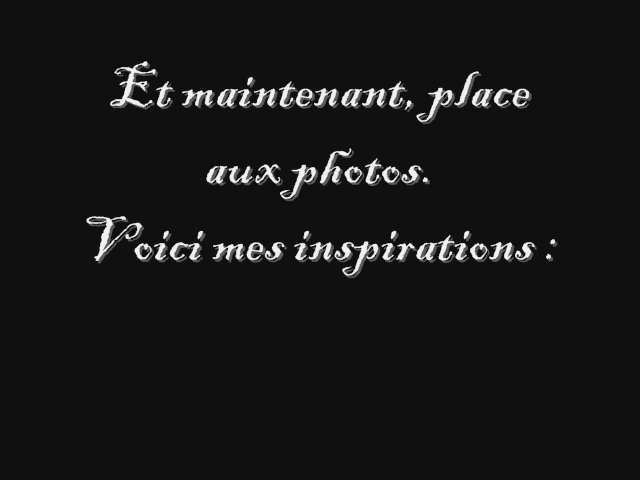 Et maintenant, place
aux photos.
Voici mes inspirations :